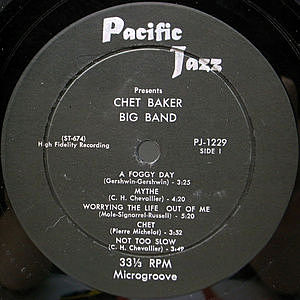 Pacific
Jazz
Presents
CHET BAKER
BIG BAND
(ST-674)
High Fidelity Recording
PJ-1229
SIDE 1
A FOGGY DAY
(Gershwin-Gershwin) - 3:25
MYTHE
(C. H. Chevallier) - 4:20
WORRYING THE LIFE OUT OF ME
(Mole-Signorrel-Russell) - 5:20
CHET
(Pierre Michelot) - 3:52
NOT TOO SLOW
(C. H. Chevallier) - 3:49
33⅓ RPM
Microgroove